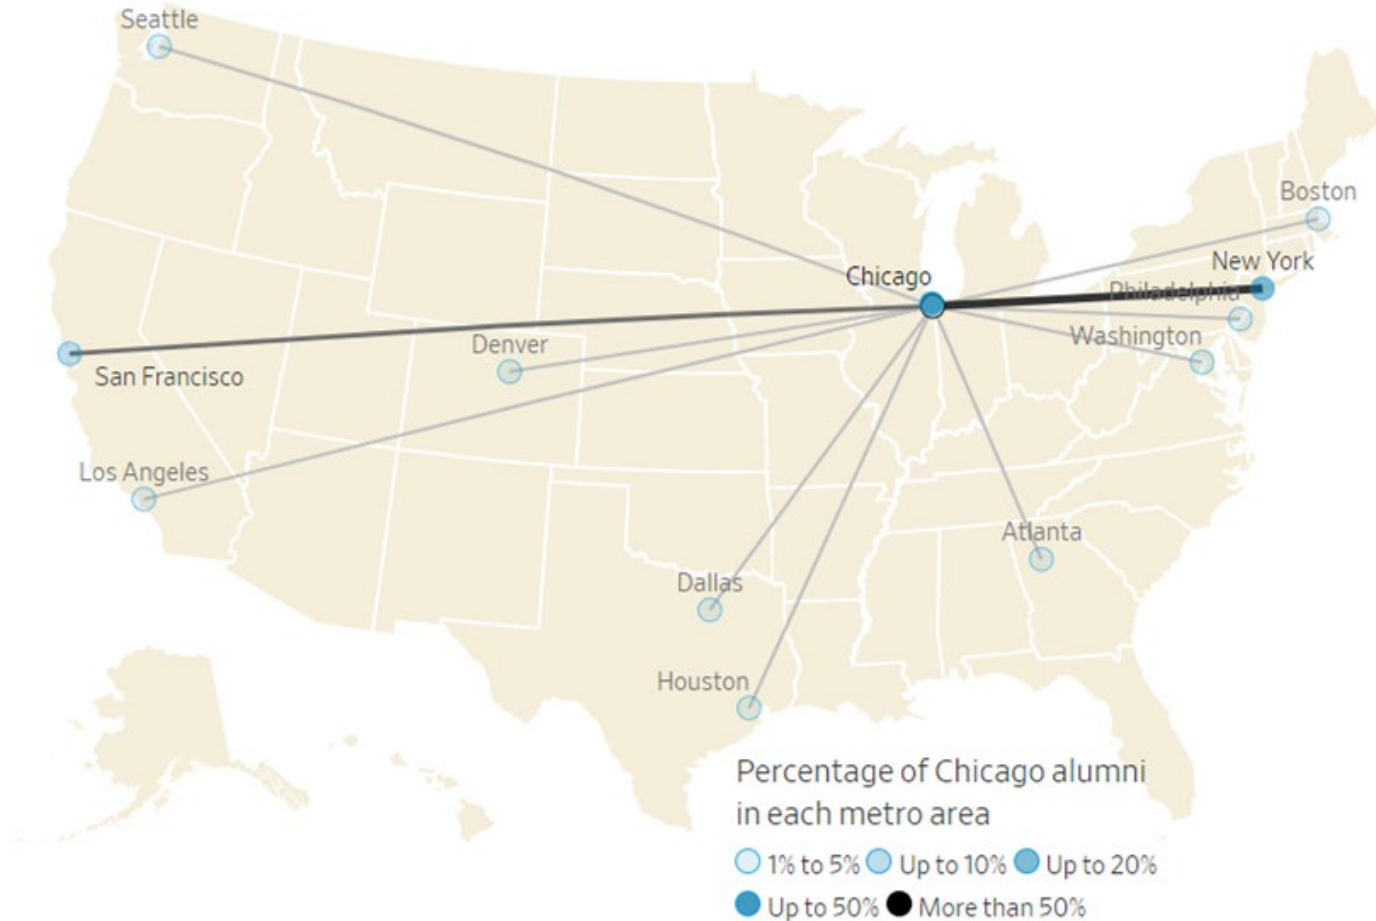 Seattle
Boston
New York
Chicago
Philadelphia
Washington
Denver
San Francisco
Los Angeles
Atlanta
Dallas
Houston
Percentage of Chicago alumni
in each metro area
1% to 5% Up to 10% Up to 20%
Up to 50% More than 50%